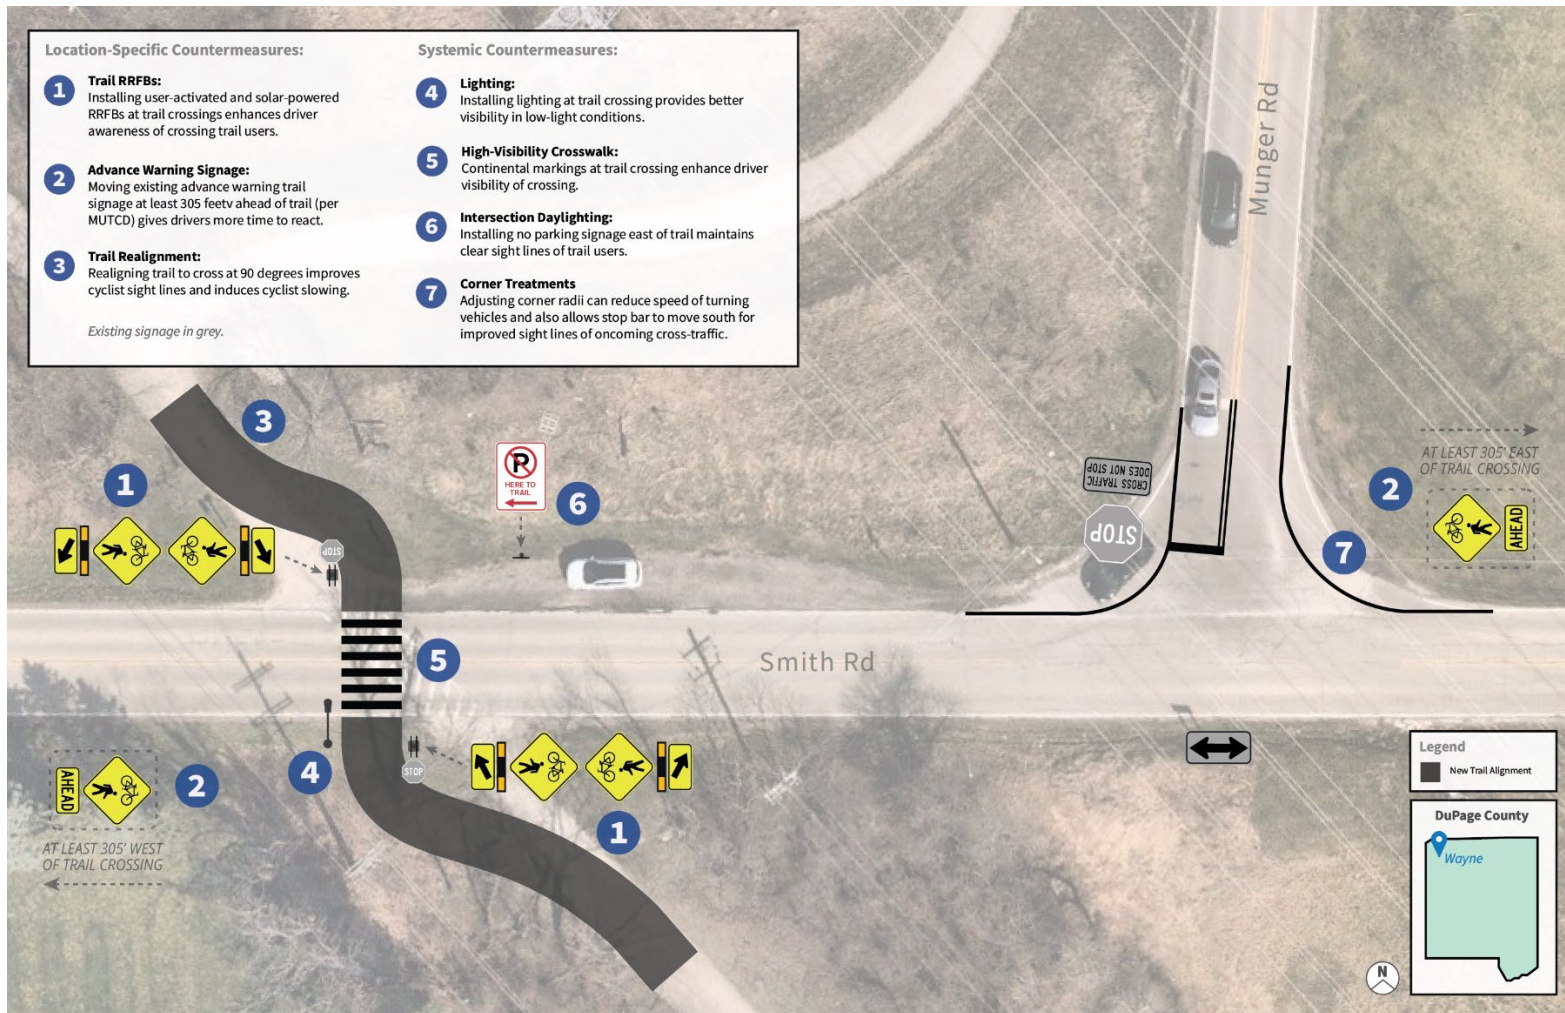 Location-Specific Countermeasures:
1
Trail RRFBs:
Installing user-activated and solar-powered
RRFBs at trail crossings enhances driver
awareness of crossing trail users.
2
Advance Warning Signage:
Moving existing advance warning trail
signage at least 305 feetv ahead of trail (per
MUTCD) gives drivers more time to react.
3
Trail Realignment:
Realigning trail to cross at 90 degrees improves
cyclist sight lines and induces cyclist slowing.
Existing signage in grey.
Systemic Countermeasures:
4
Lighting:
Installing lighting at trail crossing provides better
visibility in low-light conditions.
5
High-Visibility Crosswalk:
Continental markings at trail crossing enhance driver
visibility of crossing.
6
Intersection Daylighting:
Installing no parking signage east of trail maintains
clear sight lines of trail users.
7
Corner Treatments
Adjusting corner radii can reduce speed of turning
vehicles and also allows stop bar to move south for
improved sight lines of oncoming cross-traffic.
Munger Rd
3
1
STOP
P
HERE TO
TRAIL
6
CROSS TRAFFIC
DOES NOT STOP
STOP
AT LEAST 305' EAST
OF TRAIL CROSSING
2
AHEAD
7
5
Smith Rd
4
STOP
1
AHEAD
2
AT LEAST 305' WEST
OF TRAIL CROSSING
Legend
New Trail Alignment
DuPage County
Wayne
N